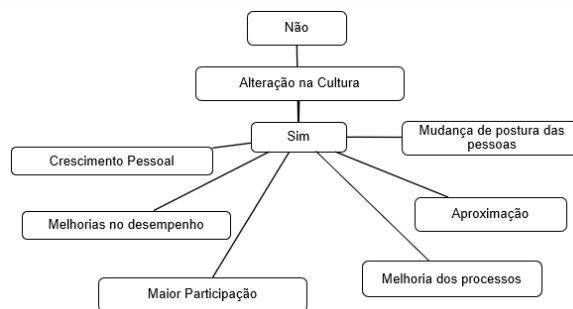 Não
Alteração na Cultura
Sim
Mudança de postura das
pessoas
Crescimento Pessoal
Aproximação
Melhorias no desempenho
Melhoria dos processos
Maior Participação